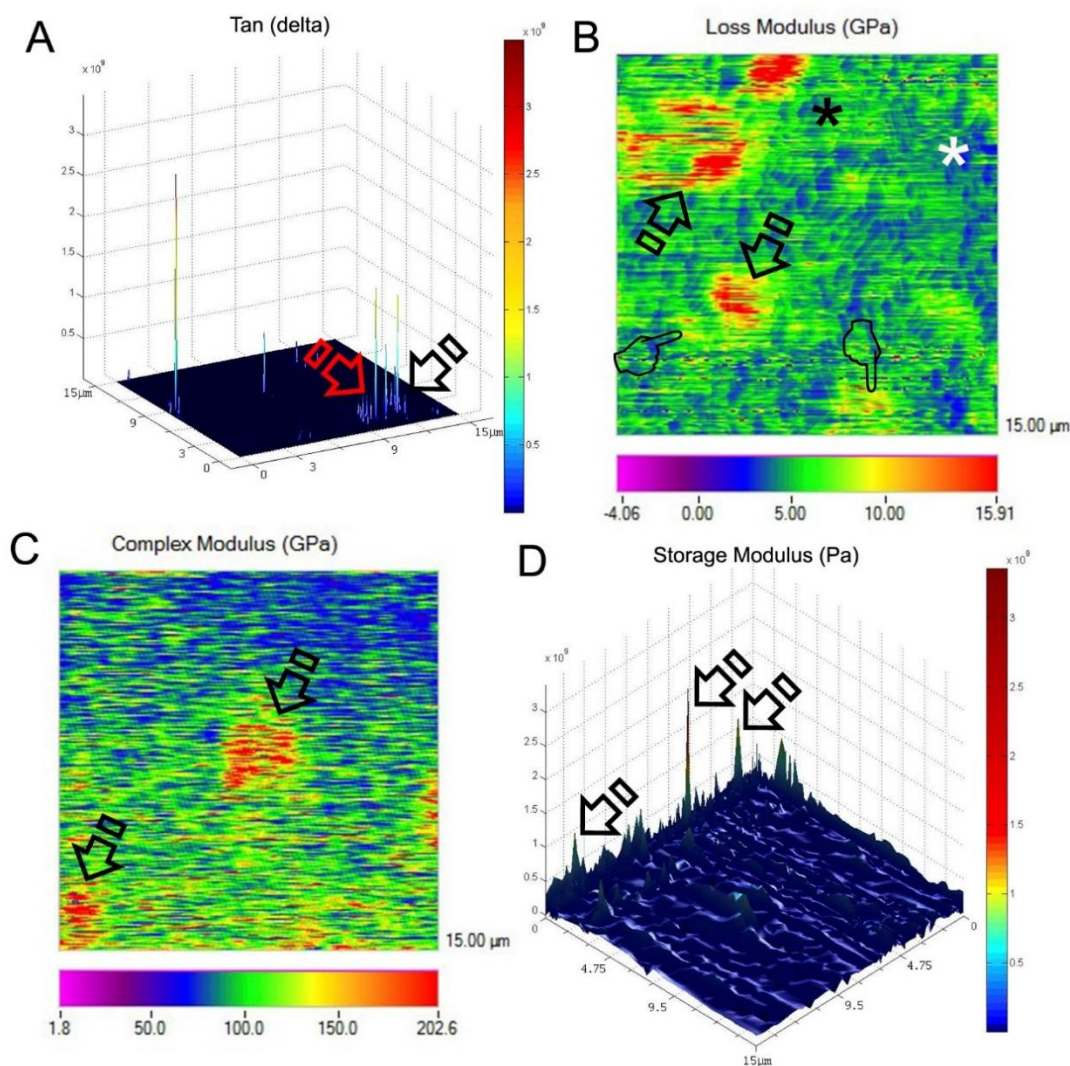 A
Tan (delta)
x 10⁹
x 10⁹
3
2.5
2
1.5
1
0.5
15µm
9
3
0
0
3
9
15µm
3
2.5
2
1.5
1
0.5
B
Loss Modulus (GPa)
*
*
15.00 µm
-4.06 0.00 5.00 10.00 15.91
C
Complex Modulus (GPa)
15.00 µm
1.8 50.0 100.0 150.0 202.6
D
Storage Modulus (Pa)
x 10⁹
x 10⁹
3
2.5
2
1.5
1
0.5
0
0
4.75
9.5
15µm
9.5
4.75
0
3
2.5
2
1.5
1
0.5